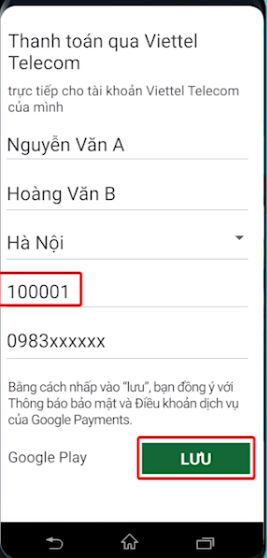 Thanh toán qua Viettel
Telecom
trực tiếp cho tài khoản Viettel Telecom
của mình
Nguyễn Văn A
Hoàng Văn B
Hà Nội
100001
0983xxxxxx
Bằng cách nhấp vào “lưu”, bạn đồng ý với
Thông báo bảo mật và Điều khoản dịch vụ
của Google Payments.
Google Play
LƯU